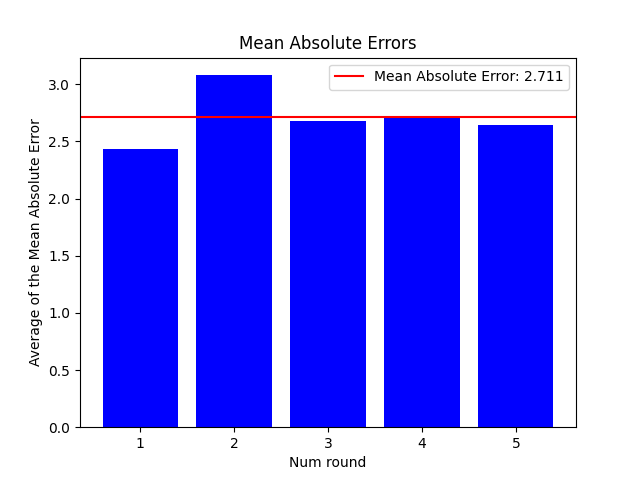 Mean Absolute Errors
Mean Absolute Error: 2.711
Average of the Mean Absolute Error
3.0
2.5
2.0
1.5
1.0
0.5
0.0
1 2 3 4 5
Num round